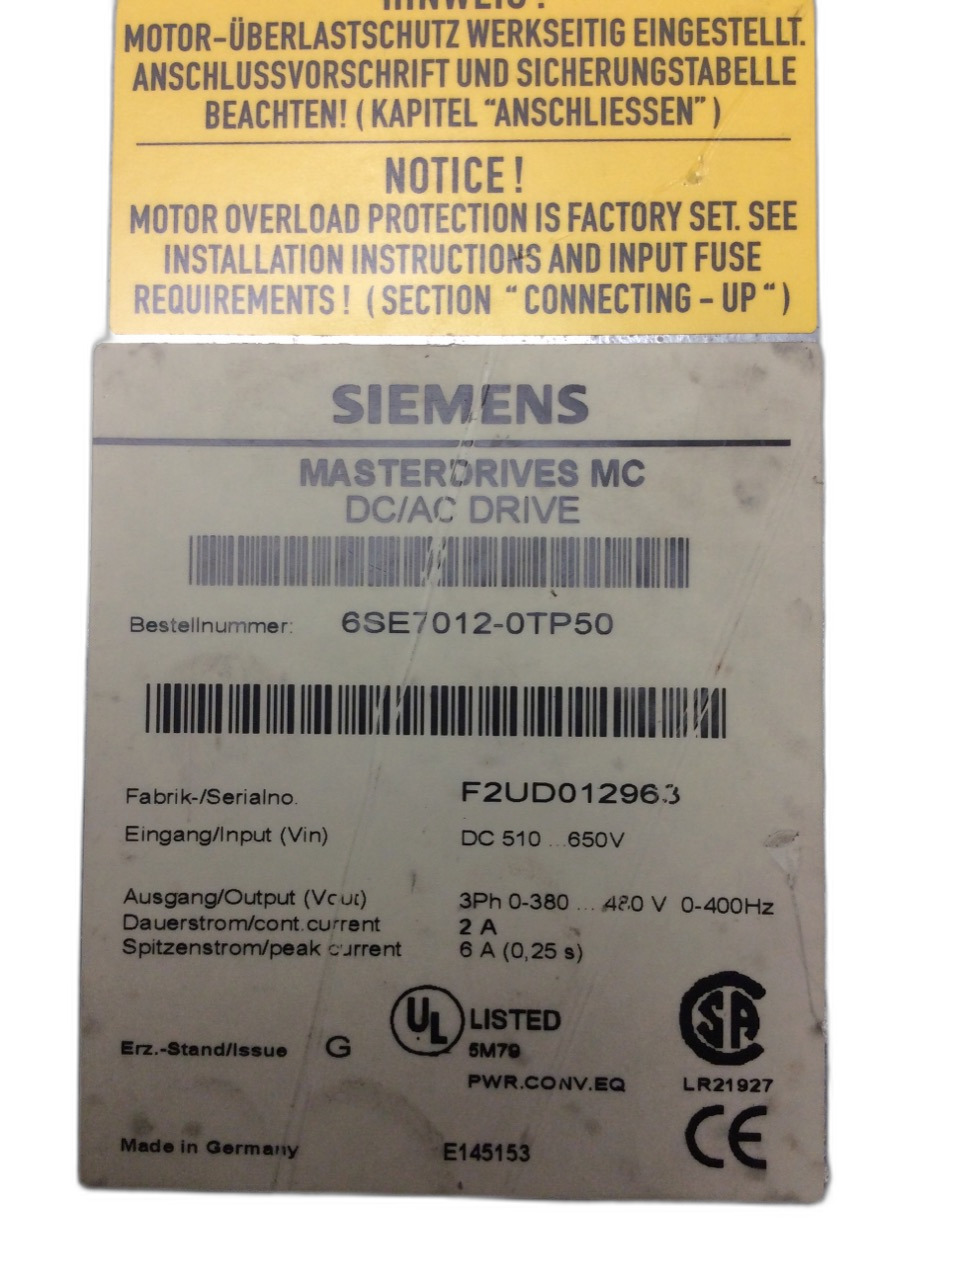 HINWEIS !
MOTOR-ÜBERLASTSCHUTZ WERKSEITIG EINGESTELLT.
ANSCHLUSSVORSCHRIFT UND SICHERUNGSTABELLE
BEACHTEN! ( KAPITEL “ANSCHLIESSEN” )
NOTICE !
MOTOR OVERLOAD PROTECTION IS FACTORY SET. SEE
INSTALLATION INSTRUCTIONS AND INPUT FUSE
REQUIREMENTS ! ( SECTION “ CONNECTING - UP “ )
SIEMENS
MASTERDRIVES MC
DC/AC DRIVE
Bestellnummer: 6SE7012-0TP50
Fabrik-/Serialno. F2UD012963
Eingang/Input (Vin) DC 510 ...650V
Ausgang/Output (Vout) 3Ph 0-380 ... 480 V 0-400Hz
Dauerstrom/cont.current 2 A
Spitzenstrom/peak current 6 A (0,25 s)
UL LISTED CSA
Erz.-Stand/Issue G 5M79
PWR.CONV.EQ LR21927
CE
Made in Germany E145153